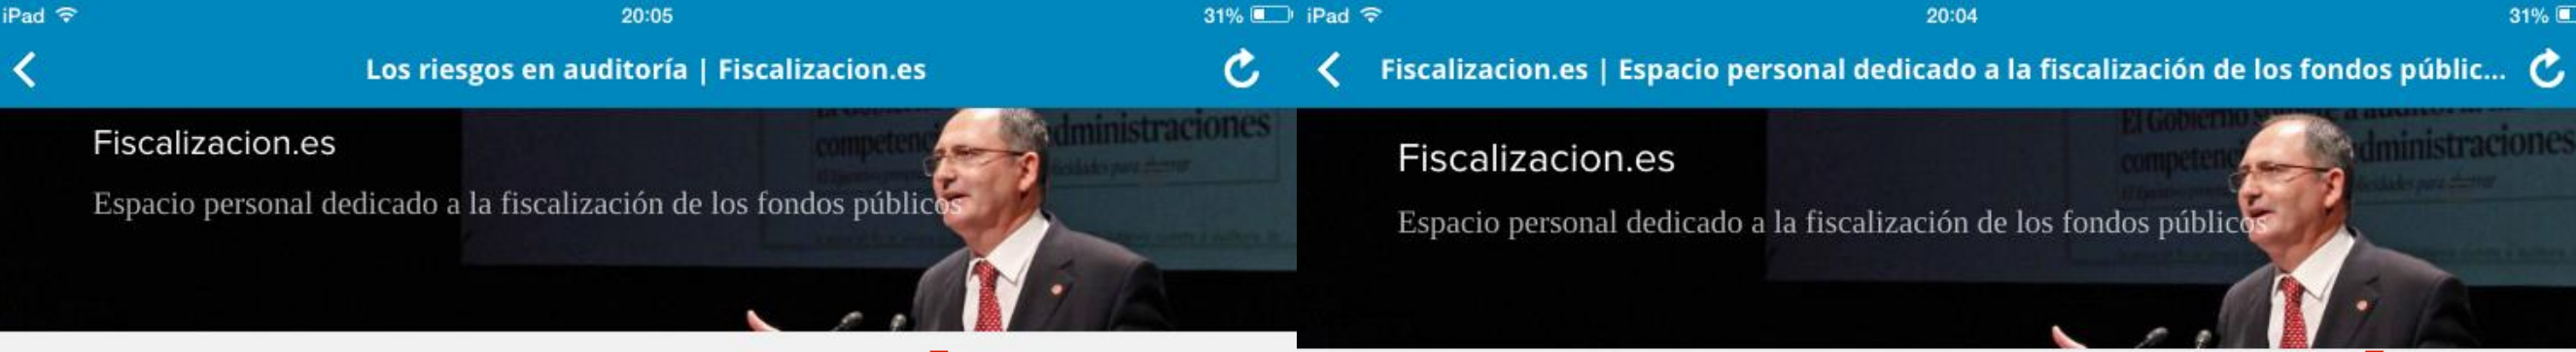 iPad 20:05 31%
Los riesgos en auditoría | Fiscalizacion.es
Fiscalizacion.es
Espacio personal dedicado a la fiscalización de los fondos públicos
iPad 20:04 31%
Fiscalizacion.es | Espacio personal dedicado a la fiscalización de los fondos públic...
El Gobierno
Fiscalizacion.es
Espacio personal dedicado a la fiscalización de los fondos públicos